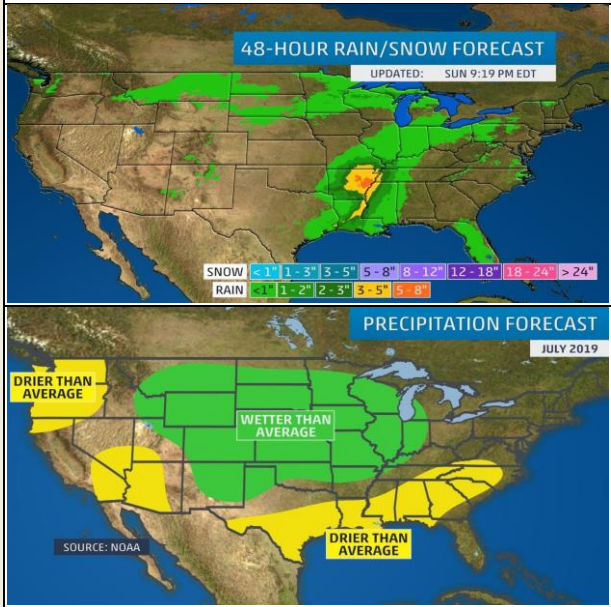 48-HOUR RAIN/SNOW FORECAST
UPDATED: SUN 9:19 PM EDT
SNOW <1" 1 - 3" 3 - 5" 5 - 8" 8 - 12" 12 - 18" 18 - 24" > 24"
RAIN <1" 1 - 2" 2 - 3" 3 - 5" 5 - 8"
PRECIPITATION FORECAST
JULY 2019
DRIER THAN
AVERAGE
WETTER THAN
AVERAGE
SOURCE: NOAA
DRIER THAN
AVERAGE